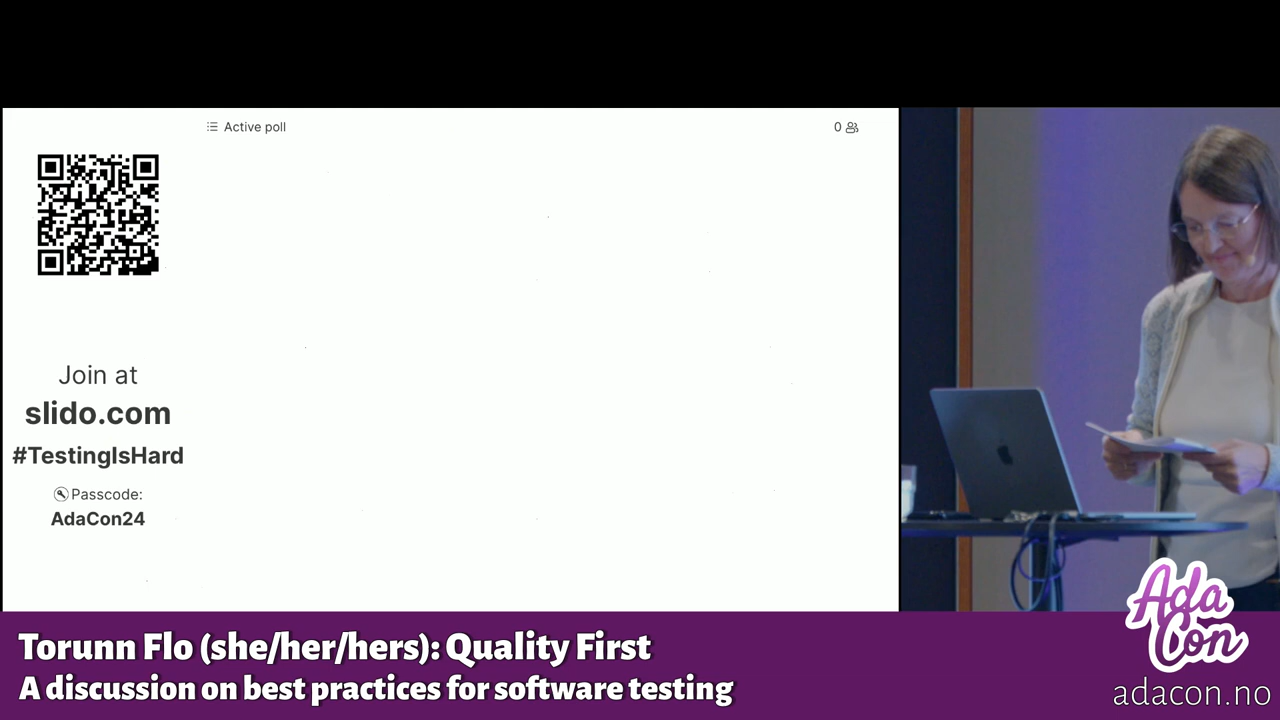 Active poll
0
Join at
slido.com
#TestingIsHard
Passcode:
AdaCon24
Torunn Flo (she/her/hers): Quality First
A discussion on best practices for software testing
Ada
Con
adacon.no